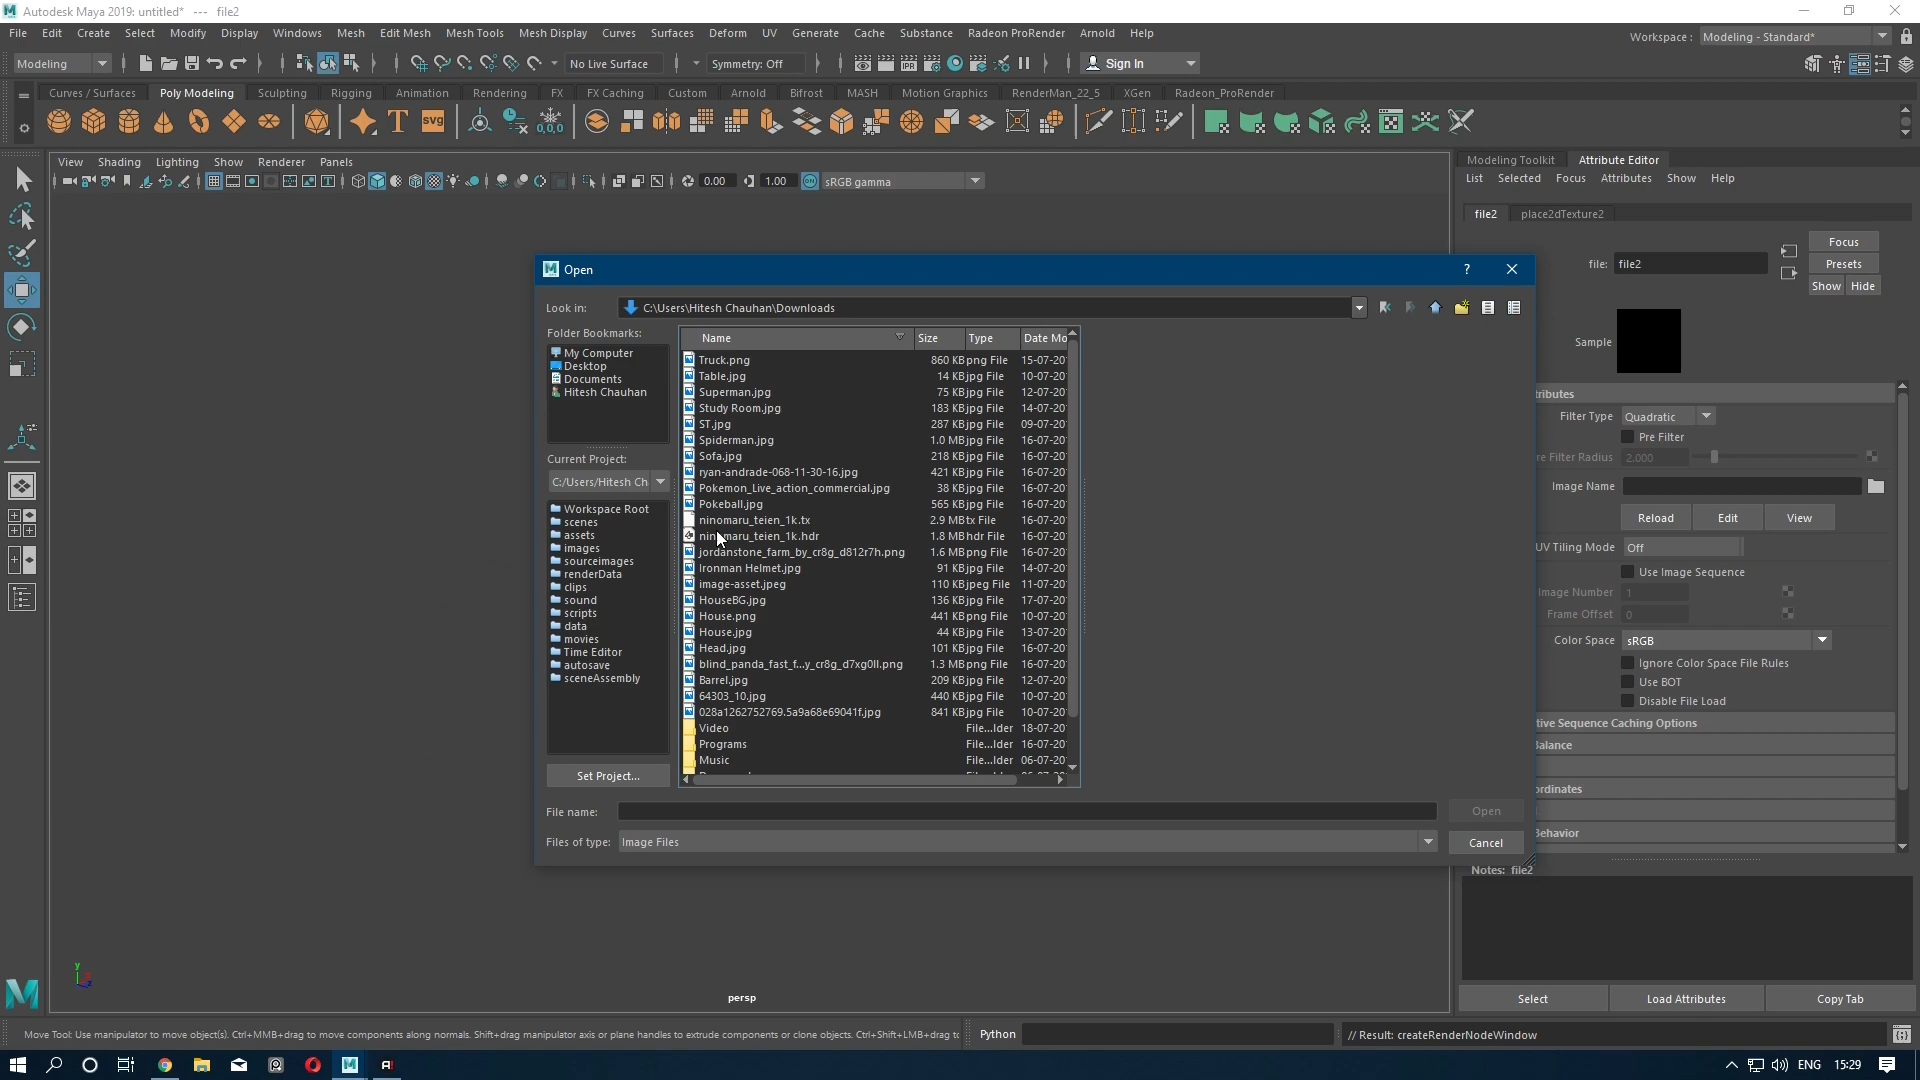 Autodesk Maya 2019: untitled* --- file2
File Edit Create Select Modify Display Windows Mesh Edit Mesh Mesh Tools Mesh Display Curves Surfaces Deform UV Generate Cache Substance Radeon ProRender Arnold Help
Workspace : Modeling - Standard*
Modeling No Live Surface Symmetry: Off Sign In
Curves / Surfaces Poly Modeling Sculpting Rigging Animation Rendering FX FX Caching Custom Arnold Bifrost MASH Motion Graphics RenderMan_22_5 XGen Radeon_ProRender
View Shading Lighting Show Renderer Panels
0.00 1.00 sRGB gamma
Modeling Toolkit Attribute Editor
List Selected Focus Attributes Show Help
file2 place2dTexture2
file: file2
Focus
Presets
Show Hide
Sample
Open
Look in: C:\Users\Hitesh Chauhan\Downloads
Folder Bookmarks:
My Computer
Desktop
Documents
Hitesh Chauhan
Current Project:
C:/Users/Hitesh Ch
Workspace Root
scenes
assets
images
sourceimages
renderData
clips
sound
scripts
data
movies
Time Editor
autosave
sceneAssembly
Set Project...
Name Size Type Date Mo
Truck.png 860 KB png File 15-07-20
Table.jpg 14 KB jpg File 10-07-20
Superman.jpg 75 KB jpg File 12-07-20
Study Room.jpg 183 KB jpg File 14-07-20
ST.jpg 287 KB jpg File 09-07-20
Spiderman.jpg 1.0 MB jpg File 16-07-20
Sofa.jpg 218 KB jpg File 16-07-20
ryan-andrade-068-11-30-16.jpg 421 KB jpg File 16-07-20
Pokemon_Live_action_commercial.jpg 38 KB jpg File 16-07-20
Pokeball.jpg 565 KB jpg File 16-07-20
ninomaru_teien_1k.tx 2.9 MB tx File 16-07-20
ninomaru_teien_1k.hdr 1.8 MB hdr File 16-07-20
jordanstone_farm_by_cr8g_d812r7h.png 1.6 MB png File 16-07-20
Ironman Helmet.jpg 91 KB jpg File 14-07-20
image-asset.jpeg 110 KB jpeg File 11-07-20
HouseBG.jpg 136 KB jpg File 17-07-20
House.png 441 KB png File 10-07-20
House.jpg 44 KB jpg File 13-07-20
Head.jpg 101 KB jpg File 16-07-20
blind_panda_fast_f...y_cr8g_d7xg0ll.png 1.3 MB png File 16-07-20
Barrel.jpg 209 KB jpg File 12-07-20
64303_10.jpg 440 KB jpg File 10-07-20
028a1262752769.5a9a68e69041f.jpg 841 KB jpg File 10-07-20
Video File...lder 18-07-20
Programs File...lder 16-07-20
Music File...lder 06-07-20
File name: Open
Files of type: Image Files Cancel
tributes
Filter Type Quadratic
Pre Filter
re Filter Radius 2.000
Image Name
Reload Edit View
UV Tiling Mode Off
Use Image Sequence
Image Number 1
Frame Offset 0
Color Space sRGB
Ignore Color Space File Rules
Use BOT
Disable File Load
tive Sequence Caching Options
Balance
ordinates
Behavior
Notes: file2
Select Load Attributes Copy Tab
y
persp
Move Tool: Use manipulator to move object(s). Ctrl+MMB+drag to move components along normals. Shift+drag manipulator axis or plane handles to extrude components or clone objects. Ctrl+Shift+LMB+drag to
Python // Result: createRenderNodeWindow
ENG 15:29